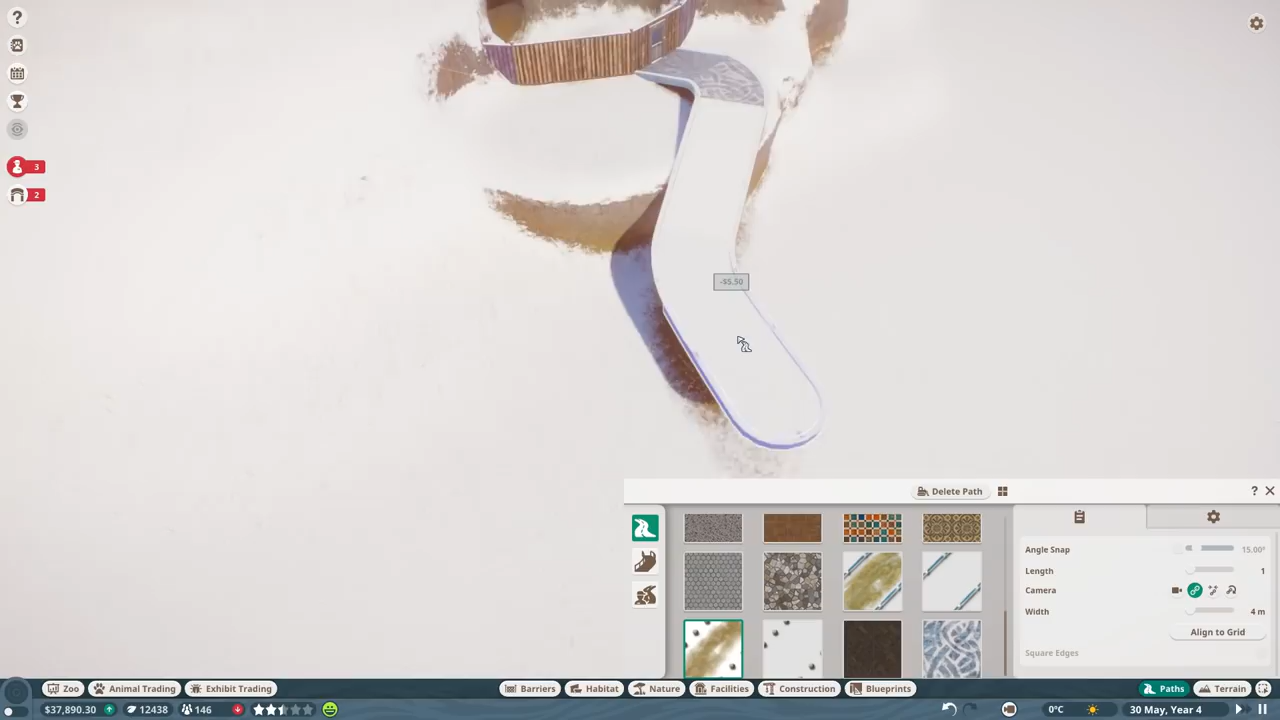 ?
3
2
-$5.50
Delete Path
?
Angle Snap 15.00°
Length 1
Camera
Width 4 m
Align to Grid
Square Edges
Zoo Animal Trading Exhibit Trading Barriers Habitat Nature Facilities Construction Blueprints Paths Terrain
$37,890.30 12438 146 0°C 30 May, Year 4